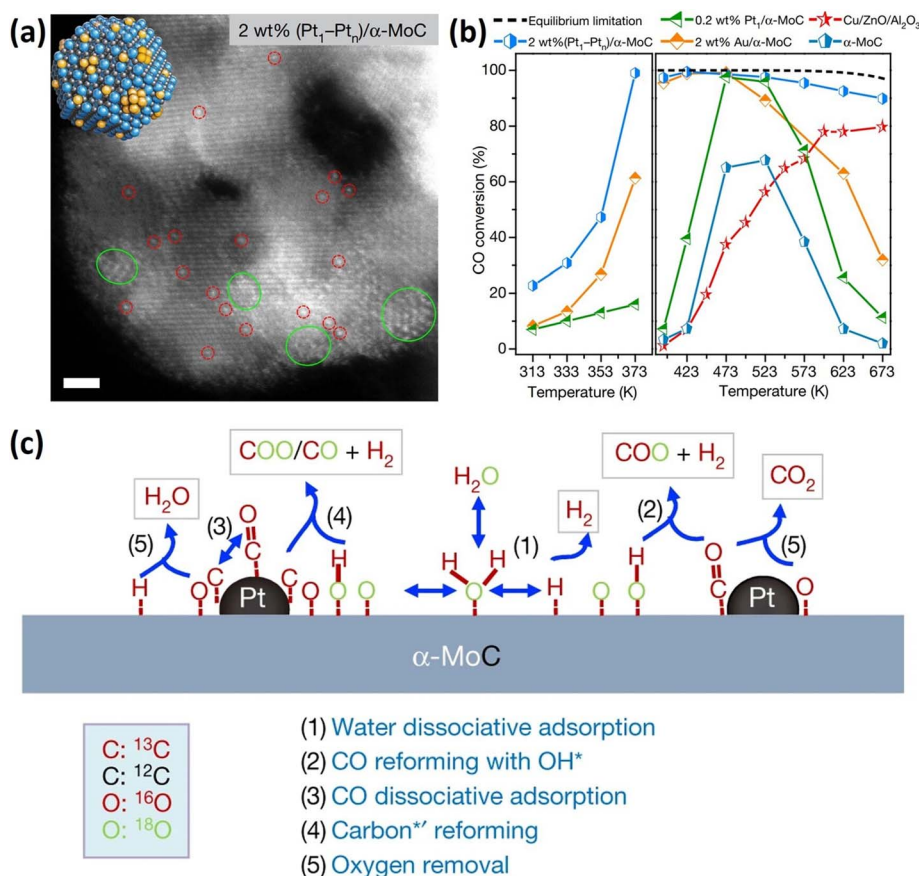 (a)
2 wt% (Pt₁–Ptₙ)/α-MoC
(b)
Equilibrium limitation
0.2 wt% Pt₁/α-MoC
Cu/ZnO/Al₂O₃
2 wt%(Pt₁–Ptₙ)/α-MoC
2 wt% Au/α-MoC
α-MoC
CO conversion (%)
100
80
60
40
20
0
313 333 353 373
423 473 523 573 623 673
Temperature (K)
Temperature (K)
(c)
COO/CO + H₂
H₂O
COO + H₂
CO₂
H₂O
H₂
(5)
(3)
(4)
(1)
(2)
(5)
O
C
H
H H
H
O
H O C Pt C O O O
O
H O O C Pt O
α-MoC
C: ¹³C
C: ¹²C
O: ¹⁶O
O: ¹⁸O
(1) Water dissociative adsorption
(2) CO reforming with OH*
(3) CO dissociative adsorption
(4) Carbon*′ reforming
(5) Oxygen removal